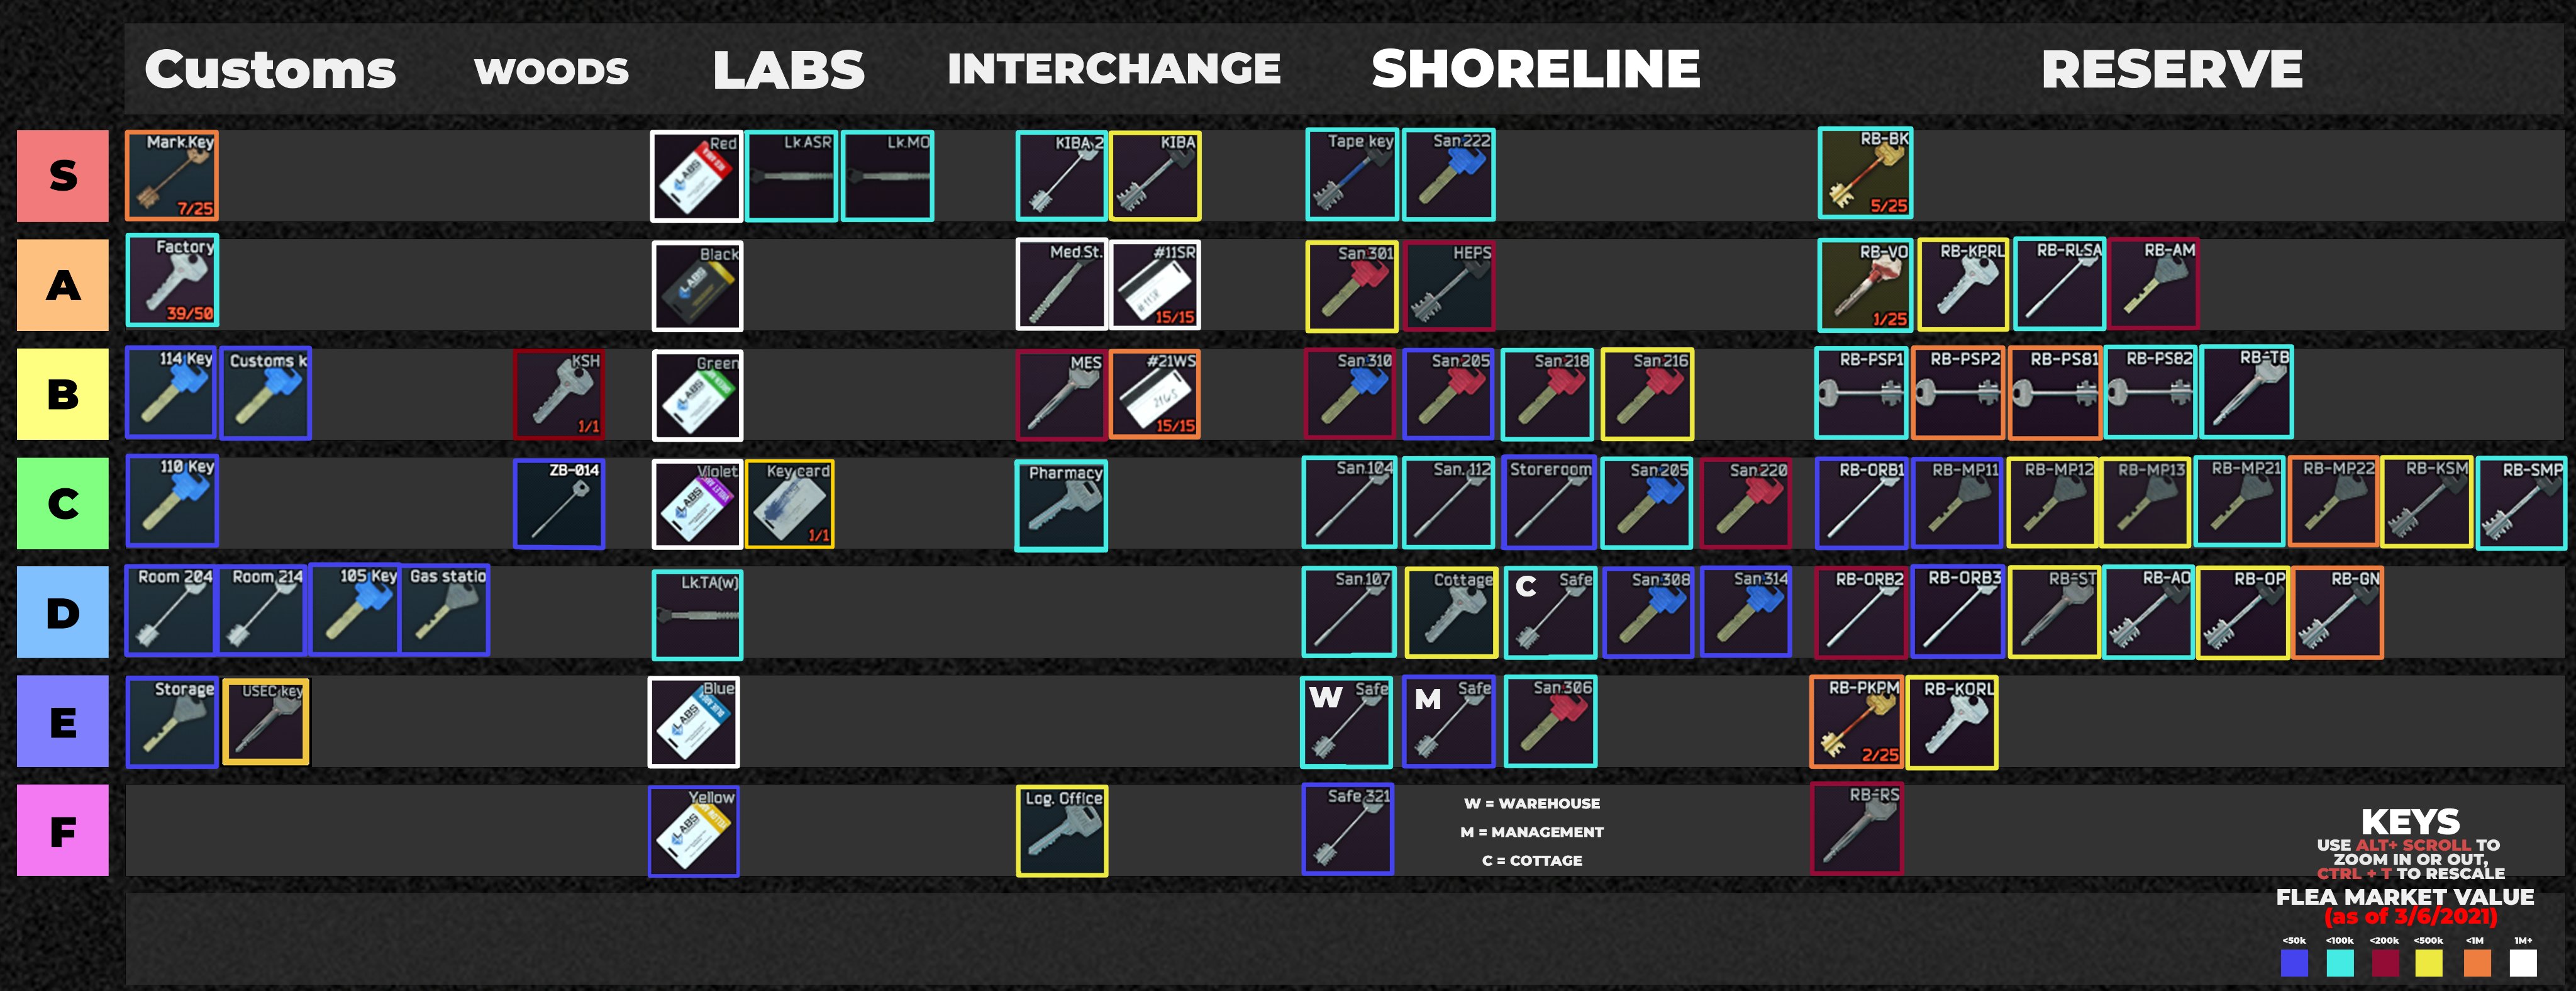 Customs WOODS LABS INTERCHANGE SHORELINE RESERVE
S
Mark.Key 7/25
Red
Lk.ASR
Lk.MO
KIBA 2
KIBA
Tape key
San.222
RB-BK 5/25
A
Factory 39/50
Black
Med.St.
#11SR 15/15
San.301
HEPS
RB-VO 1/25
RB-KPRL
RB-RLSA
RB-AM
B
114 Key
Customs k
KSH 1/1
Green
MES
#21WS 15/15
San.310
San.205
San.218
San.216
RB-PSP1
RB-PSP2
RB-PS81
RB-PS82
RB-TB
C
110 Key
ZB-014
Violet
Key card 1/1
Pharmacy
San.104
San. 112
Storeroom
San.205
San.220
RB-ORB1
RB-MP11
RB-MP12
RB-MP13
RB-MP21
RB-MP22
RB-KSM
RB-SMP
D
Room 204
Room 214
105 Key
Gas statio
Lk.TA(w)
San.107
Cottage
C Safe
San.308
San.314
RB-ORB2
RB-ORB3
RB-ST
RB-AO
RB-OP
RB-GN
E
Storage
USEC key
Blue
W Safe
M Safe
San.306
RB-PKPM 2/25
RB-KORL
F
Yellow
Log. Office
Safe 321
W = WAREHOUSE
M = MANAGEMENT
C = COTTAGE
RB-RS
KEYS
USE ALT+ SCROLL TO
ZOOM IN OR OUT,
CTRL + T TO RESCALE
FLEA MARKET VALUE
(as of 3/6/2021)
<50k <100k <200k <500k <1M 1M+